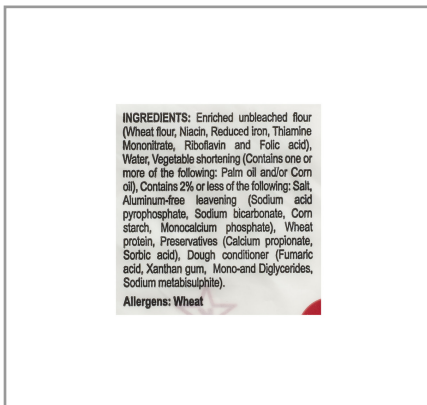 INGREDIENTS: Enriched unbleached flour
(Wheat flour, Niacin, Reduced iron, Thiamine
Mononitrate, Riboflavin and Folic acid),
Water, Vegetable shortening (Contains one or
more of the following: Palm oil and/or Corn
oil), Contains 2% or less of the following: Salt,
Aluminum-free leavening (Sodium acid
pyrophosphate, Sodium bicarbonate, Corn
starch, Monocalcium phosphate), Wheat
protein, Preservatives (Calcium propionate,
Sorbic acid), Dough conditioner (Fumaric
acid, Xanthan gum, Mono-and Diglycerides,
Sodium metabisulphite).
Allergens: Wheat